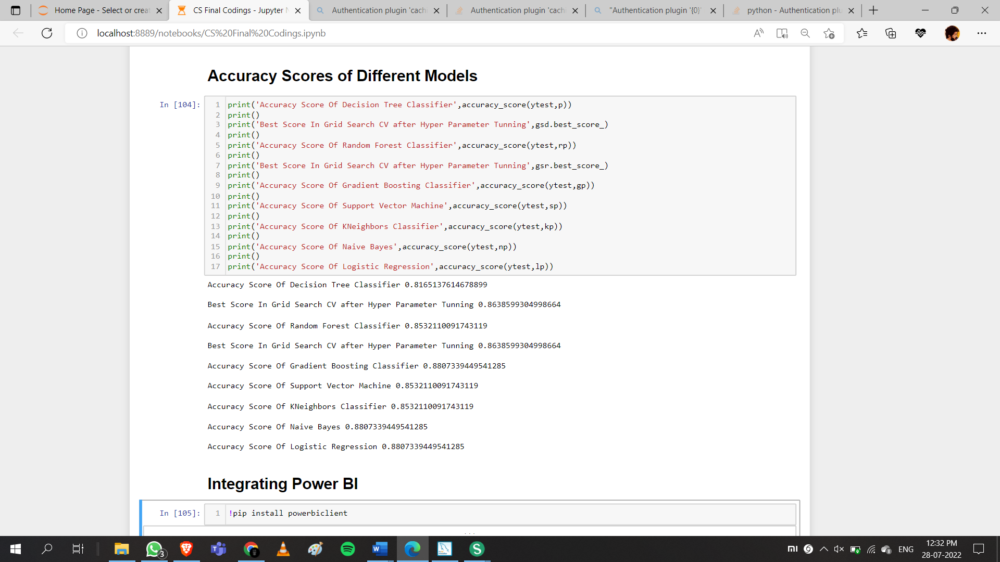 Home Page - Select or creat
CS Final Codings - Jupyter N
Authentication plugin 'cach
Authentication plugin 'cach
"Authentication plugin '{0}'
python - Authentication plu
localhost:8889/notebooks/CS%20Final%20Codings.ipynb
Accuracy Scores of Different Models
In [104]:
1 print('Accuracy Score Of Decision Tree Classifier',accuracy_score(ytest,p))
2 print()
3 print('Best Score In Grid Search CV after Hyper Parameter Tunning',gsd.best_score_)
4 print()
5 print('Accuracy Score Of Random Forest Classifier',accuracy_score(ytest,rp))
6 print()
7 print('Best Score In Grid Search CV after Hyper Parameter Tunning',gsr.best_score_)
8 print()
9 print('Accuracy Score Of Gradient Boosting Classifier',accuracy_score(ytest,gp))
10 print()
11 print('Accuracy Score Of Support Vector Machine',accuracy_score(ytest,sp))
12 print()
13 print('Accuracy Score Of KNeighbors Classifier',accuracy_score(ytest,kp))
14 print()
15 print('Accuracy Score Of Naive Bayes',accuracy_score(ytest,np))
16 print()
17 print('Accuracy Score Of Logistic Regression',accuracy_score(ytest,lp))
Accuracy Score Of Decision Tree Classifier 0.8165137614678899
Best Score In Grid Search CV after Hyper Parameter Tunning 0.8638599304998664
Accuracy Score Of Random Forest Classifier 0.8532110091743119
Best Score In Grid Search CV after Hyper Parameter Tunning 0.8638599304998664
Accuracy Score Of Gradient Boosting Classifier 0.8807339449541285
Accuracy Score Of Support Vector Machine 0.8532110091743119
Accuracy Score Of KNeighbors Classifier 0.8532110091743119
Accuracy Score Of Naive Bayes 0.8807339449541285
Accuracy Score Of Logistic Regression 0.8807339449541285
Integrating Power BI
In [105]:
1 !pip install powerbiclient
...
3
ENG
12:32 PM
28-07-2022